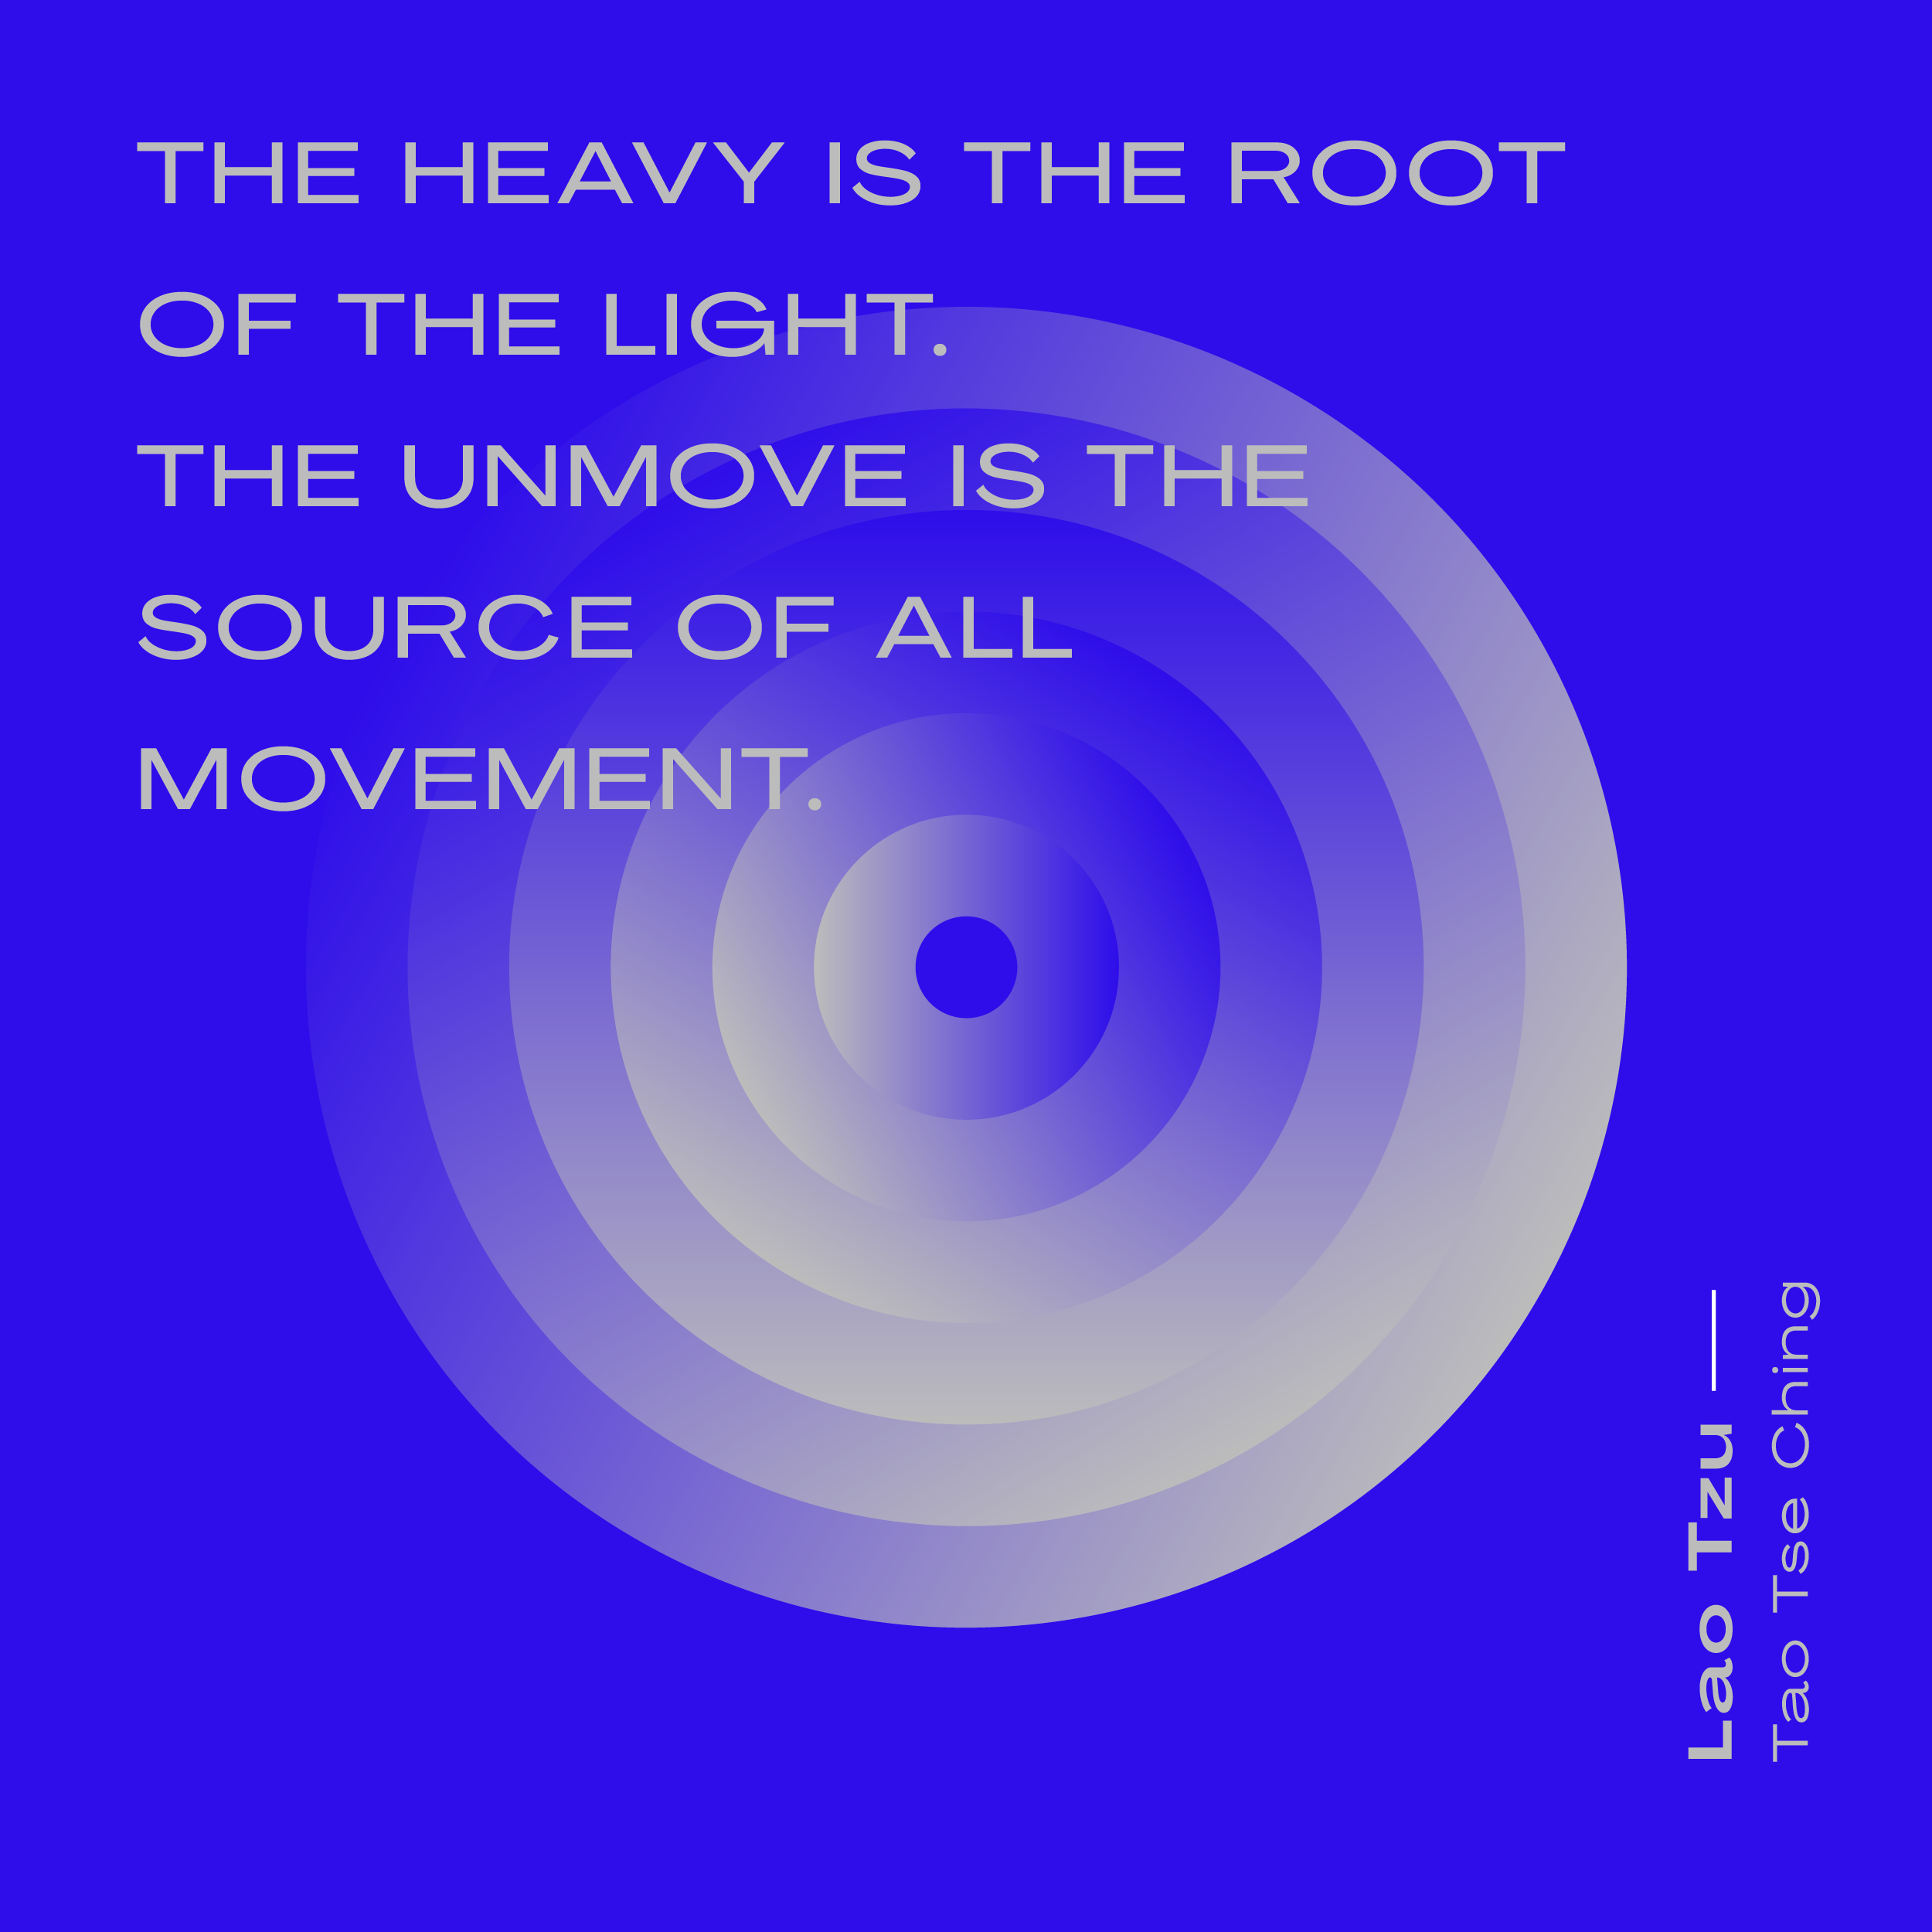 THE HEAVY IS THE ROOT
OF THE LIGHT.
THE UNMOVE IS THE
SOURCE OF ALL
MOVEMENT.
Lao Tzu —
Tao Tse Ching